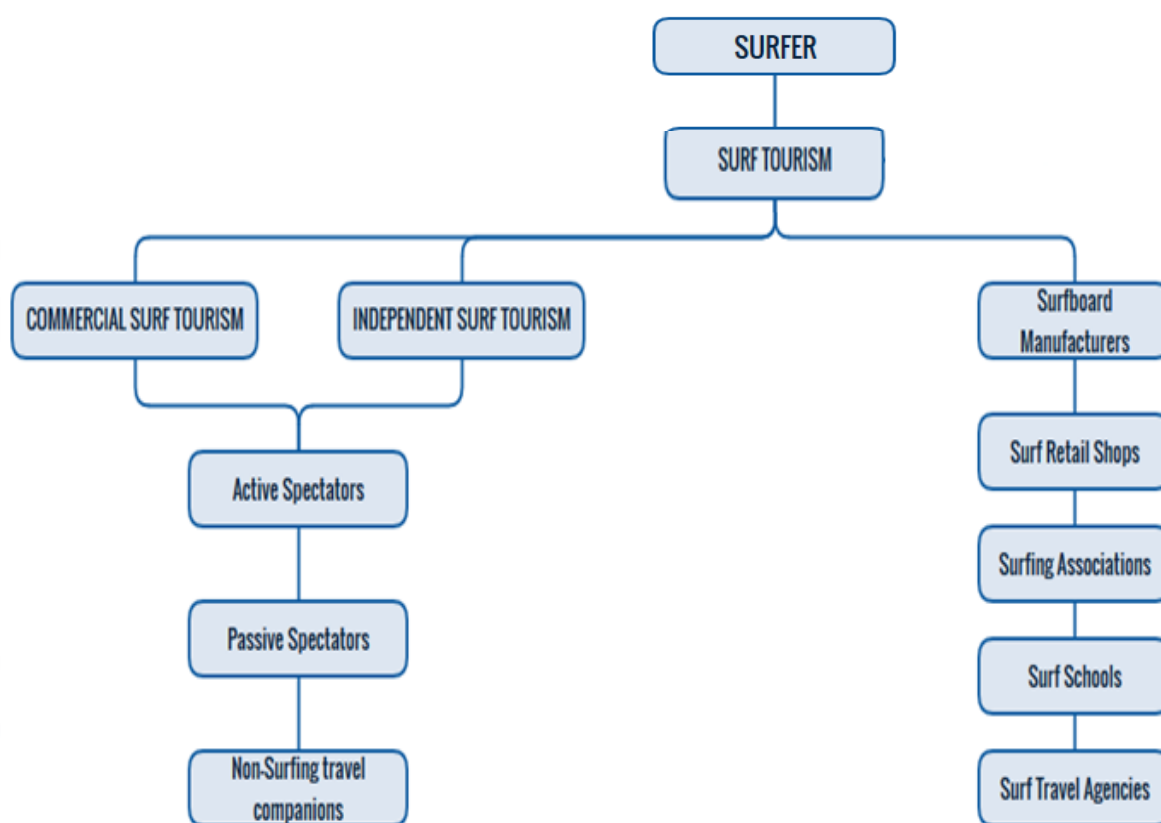 SURFER
SURF TOURISM
COMMERCIAL SURF TOURISM
INDEPENDENT SURF TOURISM
Surfboard
Manufacturers
Active Spectators
Surf Retail Shops
Surfing Associations
Passive Spectators
Surf Schools
Non-Surfing travel
companions
Surf Travel Agencies